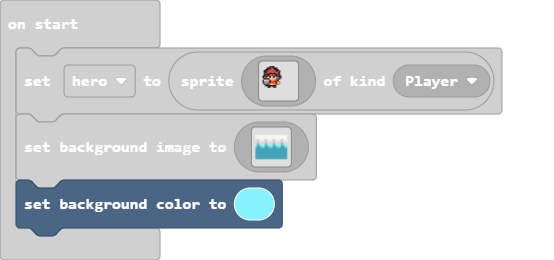 on start
set hero to sprite of kind Player
set background image to
set background color to